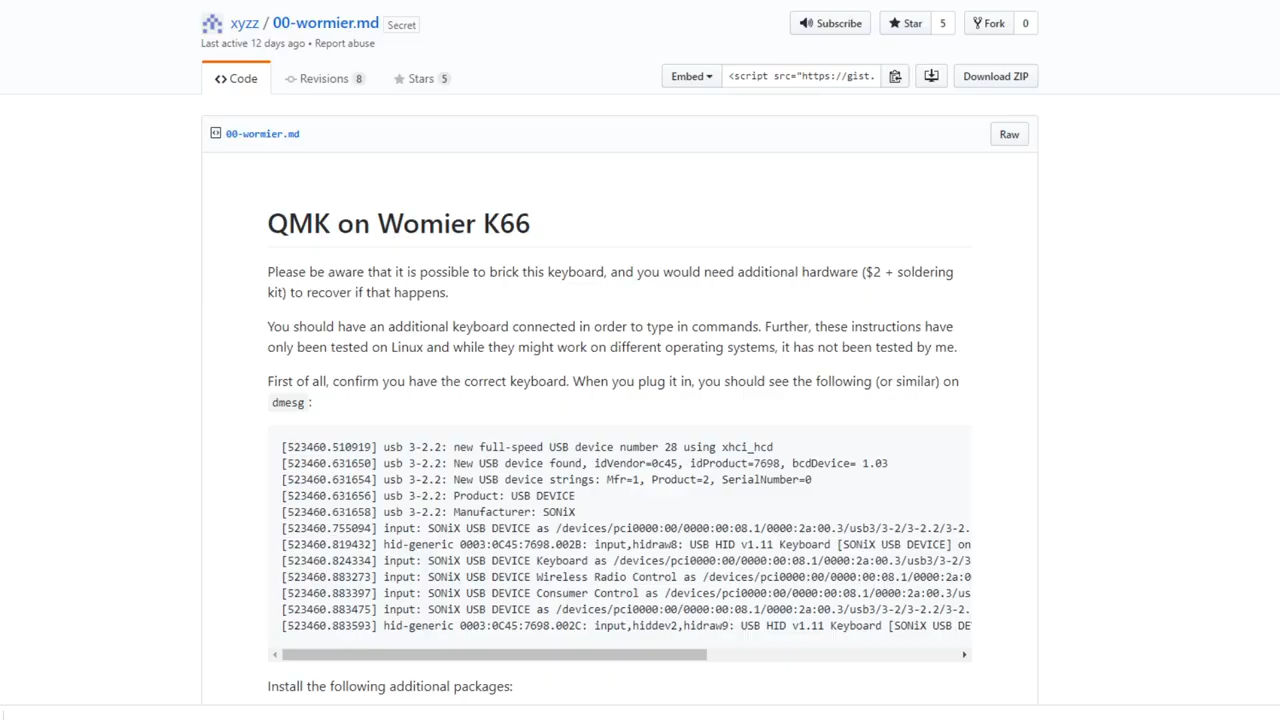 xyzz / 00-wormier.md Secret
Subscribe Star 5 Fork 0
Last active 12 days ago • Report abuse
Code Revisions 8 Stars 5
Embed <script src="https://gist. Download ZIP
00-wormier.md
Raw
QMK on Womier K66
Please be aware that it is possible to brick this keyboard, and you would need additional hardware ($2 + soldering
kit) to recover if that happens.
You should have an additional keyboard connected in order to type in commands. Further, these instructions have
only been tested on Linux and while they might work on different operating systems, it has not been tested by me.
First of all, confirm you have the correct keyboard. When you plug it in, you should see the following (or similar) on
dmesg :
[523460.510919] usb 3-2.2: new full-speed USB device number 28 using xhci_hcd
[523460.631650] usb 3-2.2: New USB device found, idVendor=0c45, idProduct=7698, bcdDevice= 1.03
[523460.631654] usb 3-2.2: New USB device strings: Mfr=1, Product=2, SerialNumber=0
[523460.631656] usb 3-2.2: Product: USB DEVICE
[523460.631658] usb 3-2.2: Manufacturer: SONiX
[523460.755094] input: SONiX USB DEVICE as /devices/pci0000:00/0000:00:08.1/0000:2a:00.3/usb3/3-2/3-2.2/3-2.
[523460.819432] hid-generic 0003:0C45:7698.002B: input,hidraw8: USB HID v1.11 Keyboard [SONiX USB DEVICE] on
[523460.824334] input: SONiX USB DEVICE Keyboard as /devices/pci0000:00/0000:00:08.1/0000:2a:00.3/usb3/3-2/3
[523460.883273] input: SONiX USB DEVICE Wireless Radio Control as /devices/pci0000:00/0000:00:08.1/0000:2a:0
[523460.883397] input: SONiX USB DEVICE Consumer Control as /devices/pci0000:00/0000:00:08.1/0000:2a:00.3/us
[523460.883475] input: SONiX USB DEVICE as /devices/pci0000:00/0000:00:08.1/0000:2a:00.3/usb3/3-2/3-2.2/3-2.
[523460.883593] hid-generic 0003:0C45:7698.002C: input,hiddev2,hidraw9: USB HID v1.11 Keyboard [SONiX USB DE
Install the following additional packages: